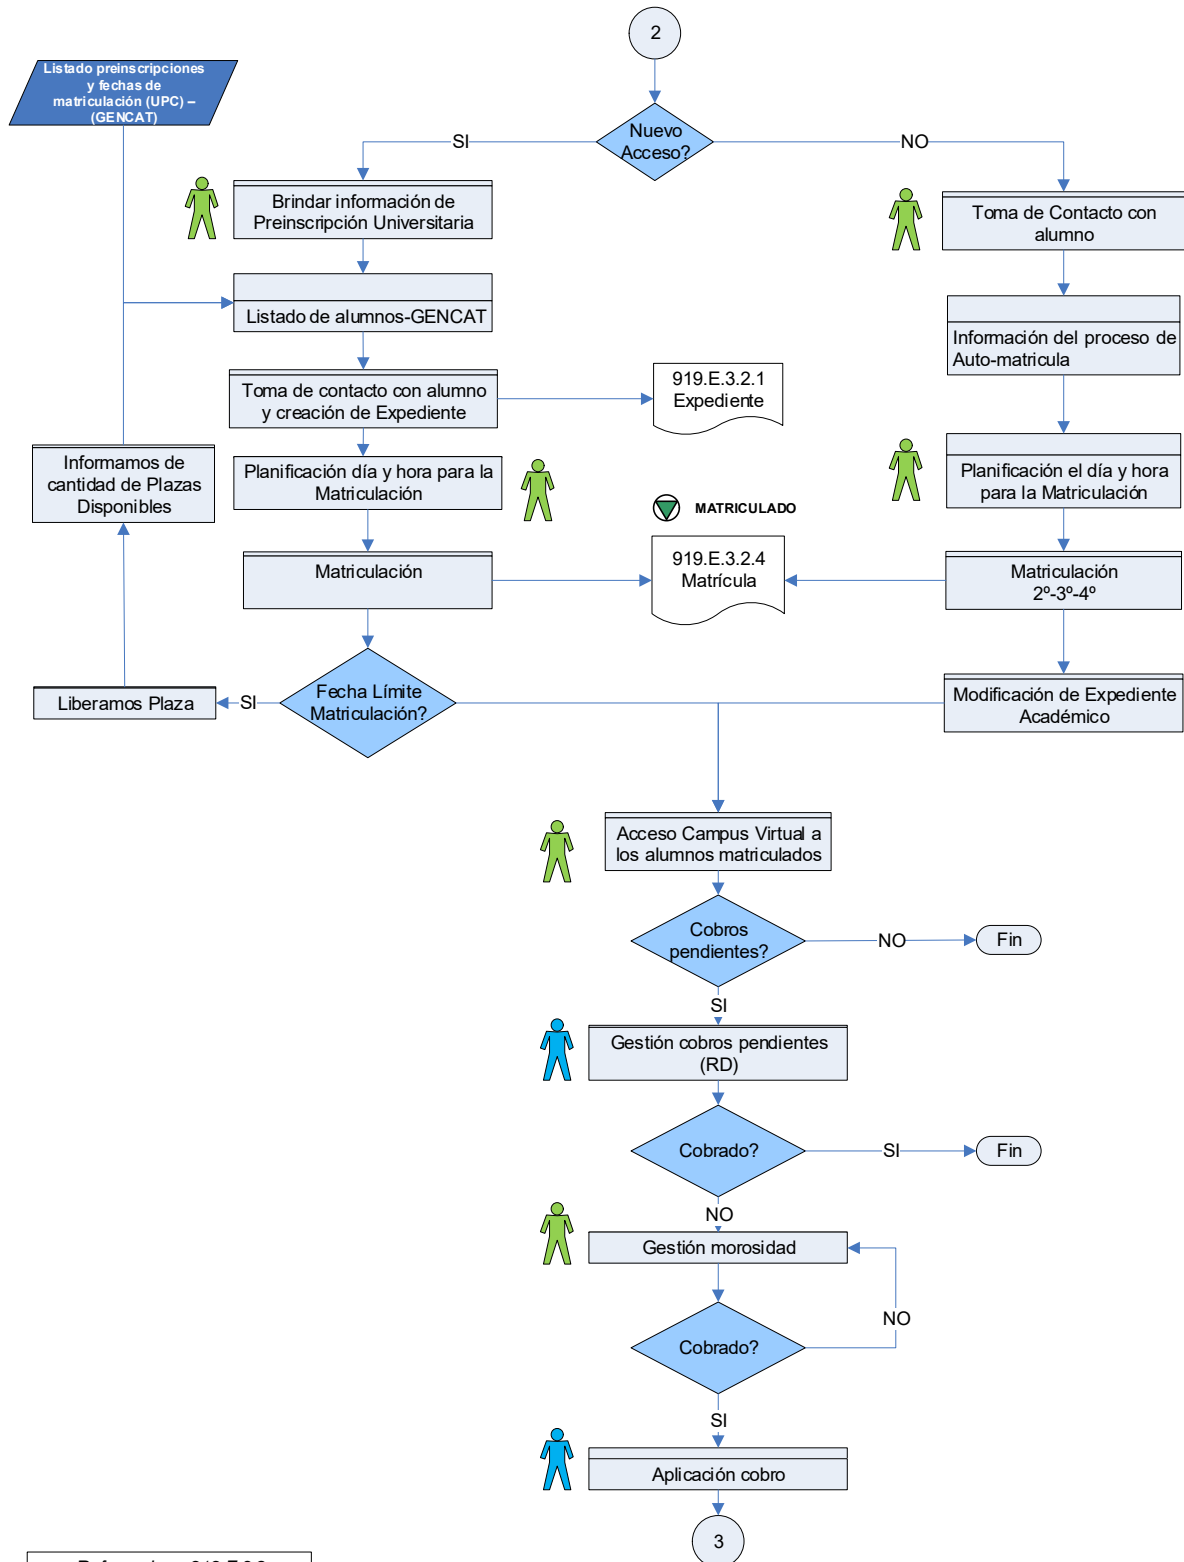 2
Listado preinscripciones
y fechas de
matriculación (UPC) –
(GENCAT)
Nuevo
Acceso?
SI
NO
Brindar información de
Preinscripción Universitaria
Toma de Contacto con
alumno
Listado de alumnos-GENCAT
Información del proceso de
Auto-matricula
Toma de contacto con alumno
y creación de Expediente
919.E.3.2.1
Expediente
Informamos de
cantidad de Plazas
Disponibles
Planificación día y hora para la
Matriculación
Planificación el día y hora
para la Matriculación
MATRICULADO
Matriculación
919.E.3.2.4
Matrícula
Matriculación
2º-3º-4º
Liberamos Plaza
SI
Fecha Límite
Matriculación?
Modificación de Expediente
Académico
Acceso Campus Virtual a
los alumnos matriculados
Cobros
pendientes?
NO
Fin
SI
Gestión cobros pendientes
(RD)
Cobrado?
SI
Fin
NO
Gestión morosidad
NO
Cobrado?
SI
Aplicación cobro
3